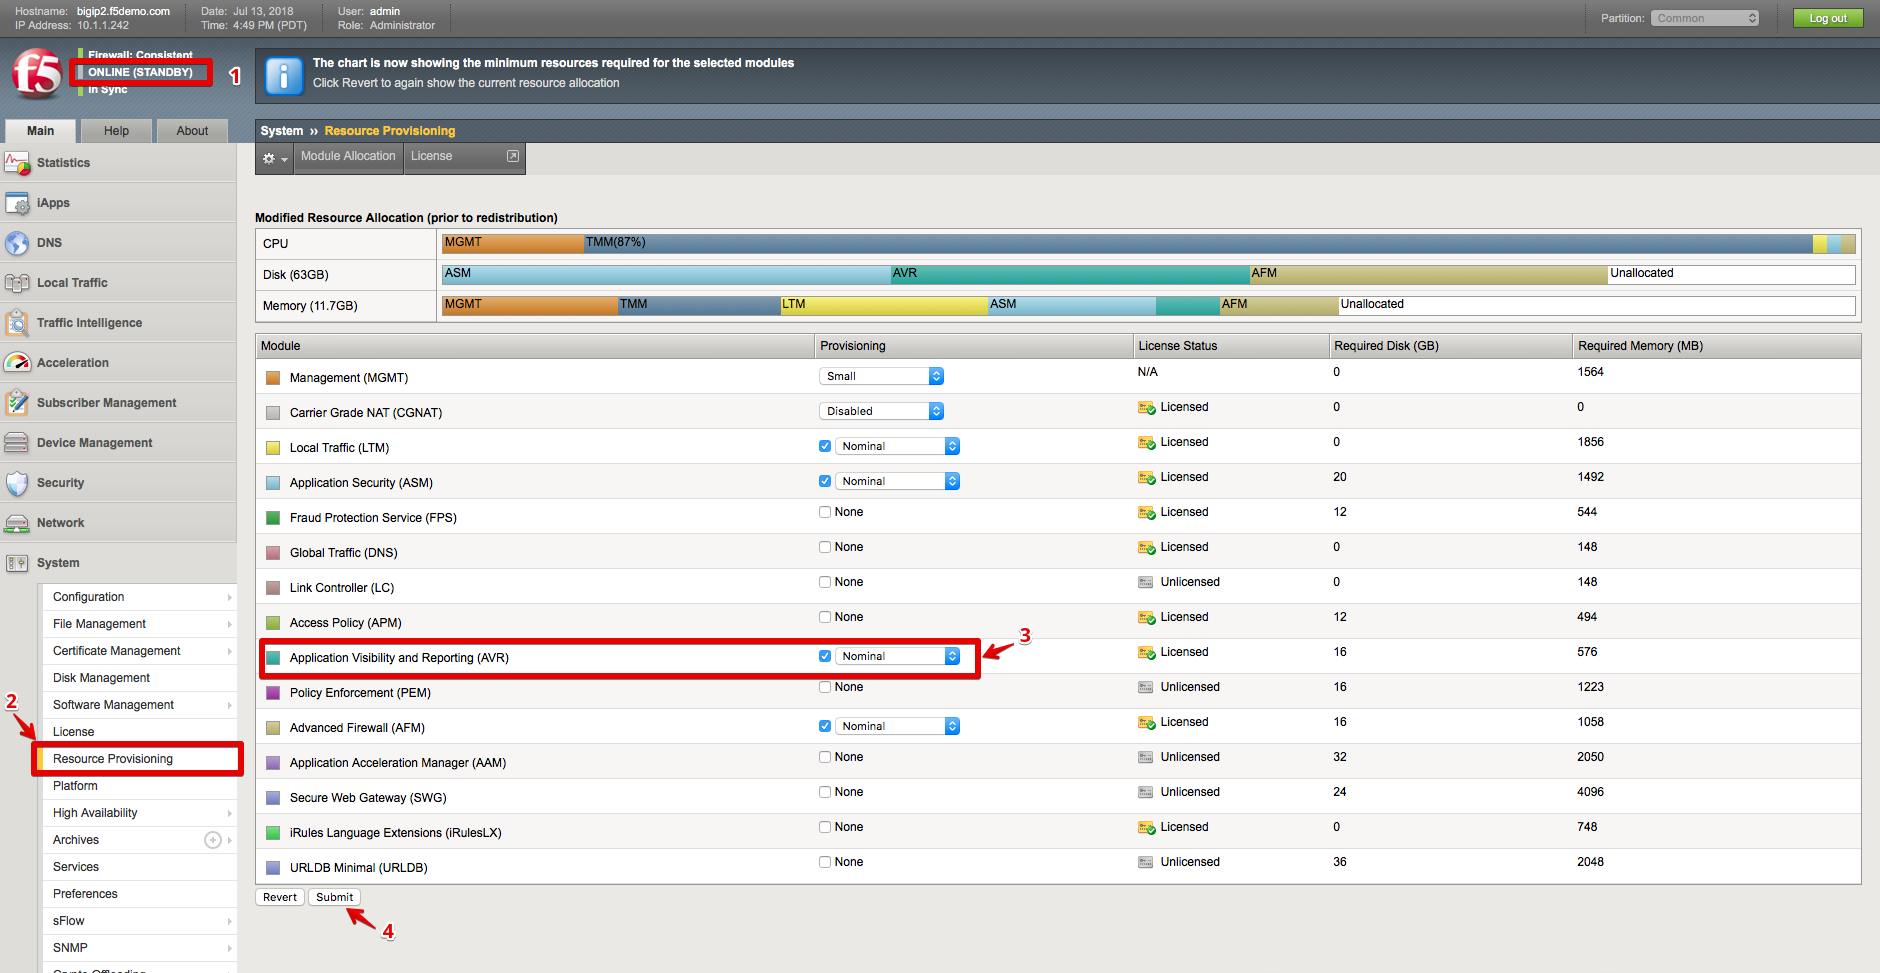 Hostname: bigip2.f5demo.com Date: Jul 13, 2018 User: admin
IP Address: 10.1.1.242 Time: 4:49 PM (PDT) Role: Administrator
Partition: Common Log out
f5
Firewall: Consistent
ONLINE (STANDBY) 1
In Sync
The chart is now showing the minimum resources required for the selected modules
Click Revert to again show the current resource allocation
Main Help About
System ›› Resource Provisioning
Module Allocation License
Statistics
iApps
DNS
Local Traffic
Traffic Intelligence
Acceleration
Subscriber Management
Device Management
Security
Network
System
Configuration
File Management
Certificate Management
Disk Management
Software Management
2
License
Resource Provisioning
Platform
High Availability
Archives
Services
Preferences
sFlow
SNMP
Crypto Offloading
Modified Resource Allocation (prior to redistribution)
CPU MGMT TMM(87%)
Disk (63GB) ASM AVR AFM Unallocated
Memory (11.7GB) MGMT TMM LTM ASM AFM Unallocated
Module Provisioning License Status Required Disk (GB) Required Memory (MB)
Management (MGMT) Small N/A 0 1564
Carrier Grade NAT (CGNAT) Disabled Licensed 0 0
Local Traffic (LTM) Nominal Licensed 0 1856
Application Security (ASM) Nominal Licensed 20 1492
Fraud Protection Service (FPS) None Licensed 12 544
Global Traffic (DNS) None Licensed 0 148
Link Controller (LC) None Unlicensed 0 148
Access Policy (APM) None Licensed 12 494
3
Application Visibility and Reporting (AVR) Nominal Licensed 16 576
Policy Enforcement (PEM) None Unlicensed 16 1223
Advanced Firewall (AFM) Nominal Licensed 16 1058
Application Acceleration Manager (AAM) None Unlicensed 32 2050
Secure Web Gateway (SWG) None Unlicensed 24 4096
iRules Language Extensions (iRulesLX) None Licensed 0 748
URLDB Minimal (URLDB) None Unlicensed 36 2048
Revert Submit
4